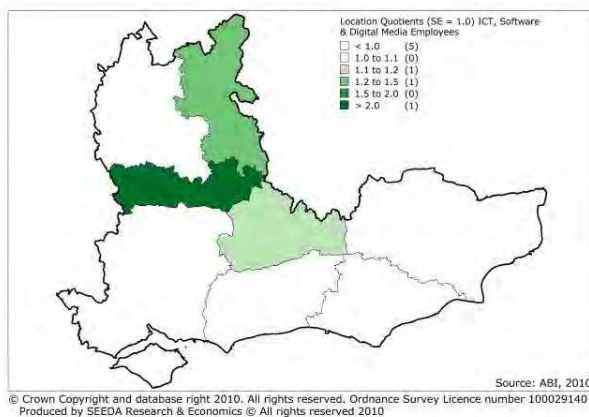 Location Quotients (SE = 1.0) ICT, Software
& Digital Media Employees
< 1.0 (5)
1.0 to 1.1 (0)
1.1 to 1.2 (1)
1.2 to 1.5 (1)
1.5 to 2.0 (0)
> 2.0 (1)
Source: ABI, 2010
© Crown Copyright and database right 2010. All rights reserved. Ordnance Survey Licence number 100029140
Produced by SEEDA Research & Economics © All rights reserved 2010